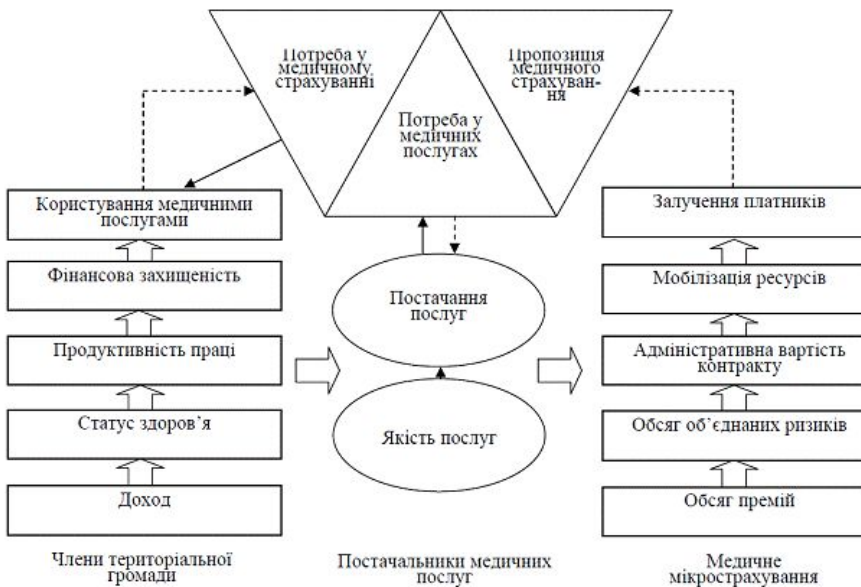 Потреба у
медичному
страхуванні
Пропозиція
медичного
страхуван-
ня
Потреба у
медичних
послугах
Користування медичними
послугами
Фінансова захищеність
Продуктивність праці
Статус здоров’я
Доход
Члени територіальної
громади
Постачання
послуг
Якість послуг
Постачальники медичних
послуг
Залучення платників
Мобілізація ресурсів
Адміністративна вартість
контракту
Обсяг об’єднаних ризиків
Обсяг премій
Медичне
мікрострахування